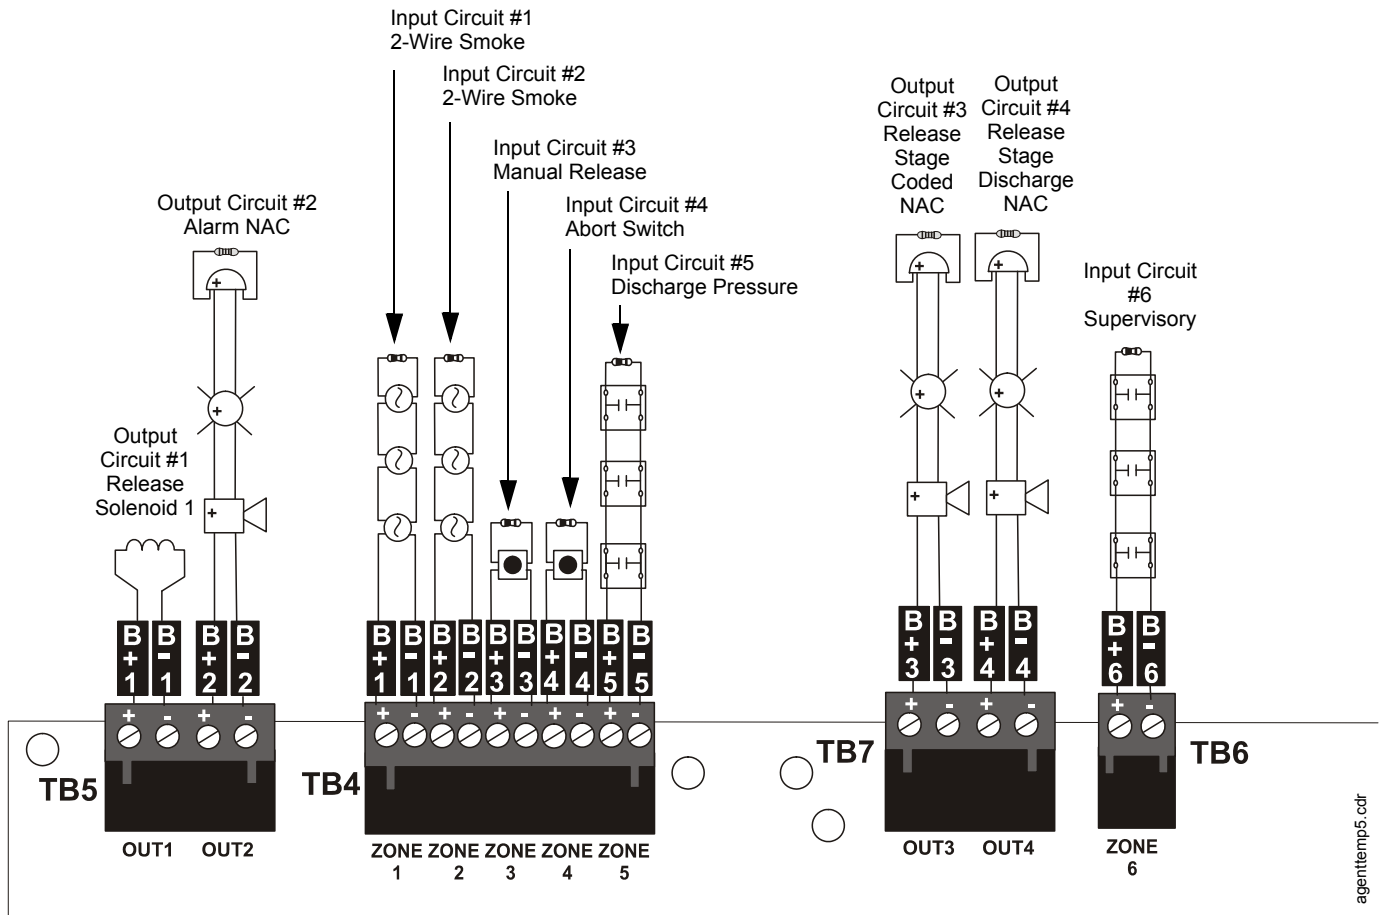 Input Circuit #1
2-Wire Smoke
Input Circuit #2
2-Wire Smoke
Input Circuit #3
Manual Release
Input Circuit #4
Abort Switch
Input Circuit #5
Discharge Pressure
Output Circuit #2
Alarm NAC
Output
Circuit #1
Release
Solenoid 1
Output
Circuit #3
Release
Stage
Coded
NAC
Output
Circuit #4
Release
Stage
Discharge
NAC
Input Circuit
#6
Supervisory
+
+
+
+
+
+
+
+
+
B+1
B-1
B+2
B-2
B+1
B-1
B+2
B-2
B+3
B-3
B+4
B-4
B+5
B-5
B+3
B-3
B+4
B-4
B+6
B-6
+ - + -
+ - + - + - + - + -
+ - + -
+ -
TB5
TB4
TB7
TB6
OUT1
OUT2
ZONE
1
ZONE
2
ZONE
3
ZONE
4
ZONE
5
OUT3
OUT4
ZONE
6
agenttemp5.cdr